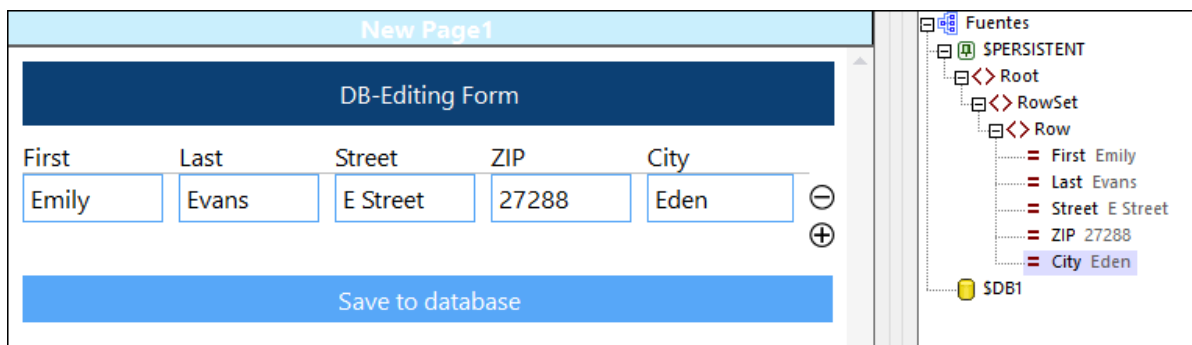 New Page1
DB-Editing Form
First Last Street ZIP City
Emily Evans E Street 27288 Eden
Save to database
Fuentes
$PERSISTENT
Root
RowSet
Row
First Emily
Last Evans
Street E Street
ZIP 27288
City Eden
$DB1